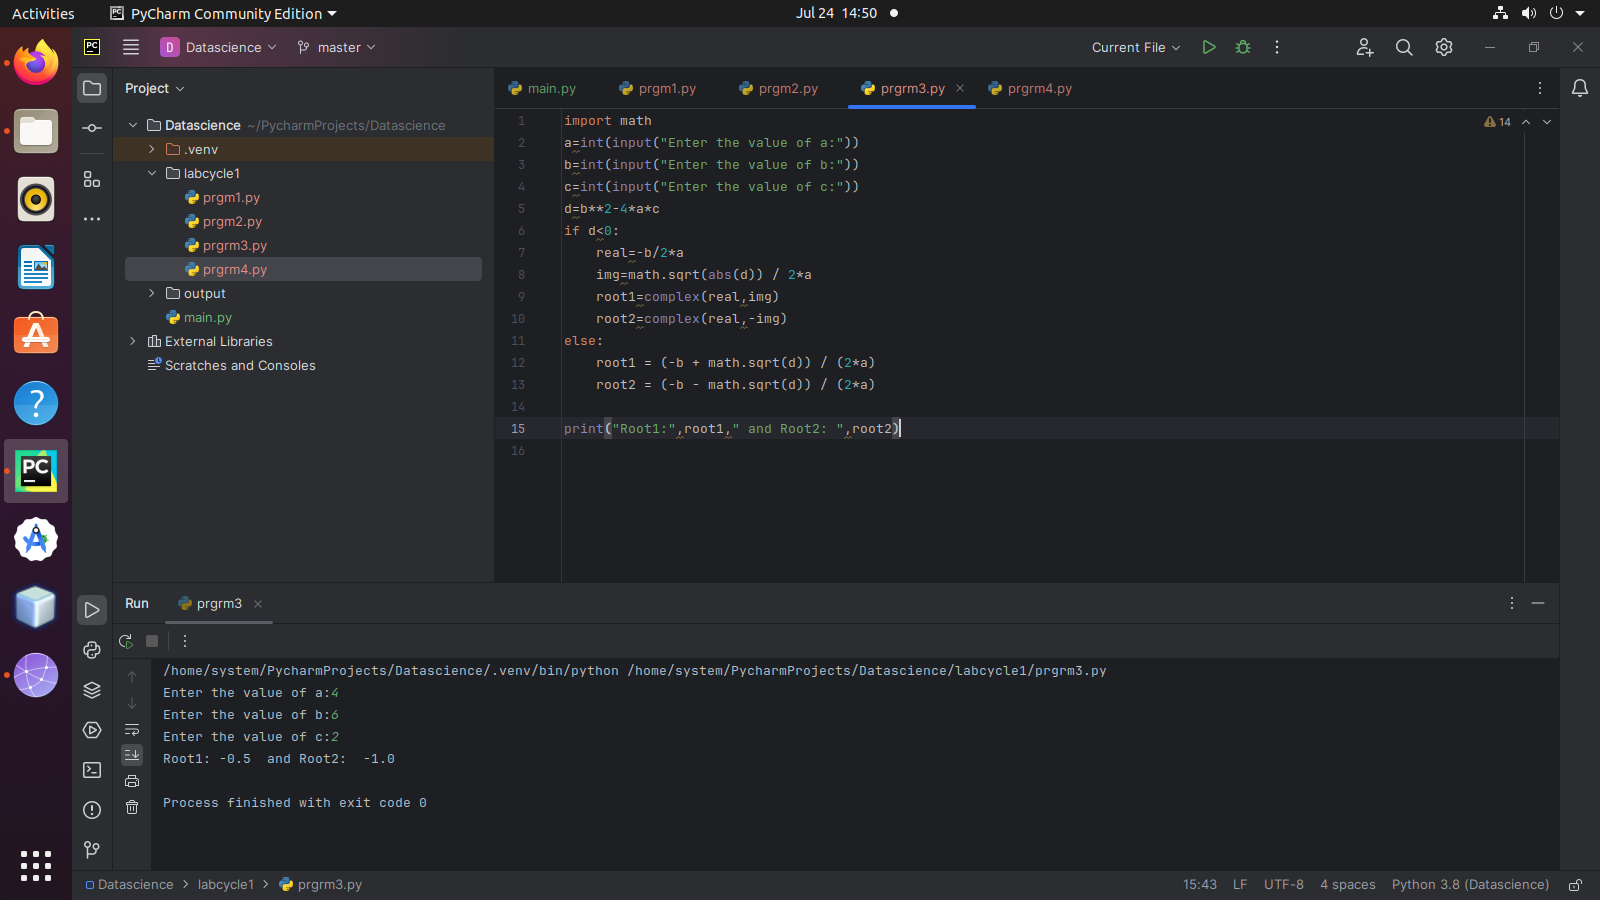 Activities PyCharm Community Edition Jul 24 14:50
PC D Datascience master Current File
Project
main.py prgm1.py prgm2.py prgrm3.py prgrm4.py
Datascience ~/PycharmProjects/Datascience
.venv
labcycle1
prgm1.py
prgm2.py
prgrm3.py
prgrm4.py
output
main.py
External Libraries
Scratches and Consoles
14
1 import math
2 a=int(input("Enter the value of a:"))
3 b=int(input("Enter the value of b:"))
4 c=int(input("Enter the value of c:"))
5 d=b**2-4*a*c
6 if d<0:
7 real=-b/2*a
8 img=math.sqrt(abs(d)) / 2*a
9 root1=complex(real,img)
10 root2=complex(real,-img)
11 else:
12 root1 = (-b + math.sqrt(d)) / (2*a)
13 root2 = (-b - math.sqrt(d)) / (2*a)
14
15 print("Root1:",root1," and Root2: ",root2)
16
PC
Run prgrm3
/home/system/PycharmProjects/Datascience/.venv/bin/python /home/system/PycharmProjects/Datascience/labcycle1/prgrm3.py
Enter the value of a:4
Enter the value of b:6
Enter the value of c:2
Root1: -0.5  and Root2:  -1.0
Process finished with exit code 0
Datascience > labcycle1 > prgrm3.py 15:43 LF UTF-8 4 spaces Python 3.8 (Datascience)